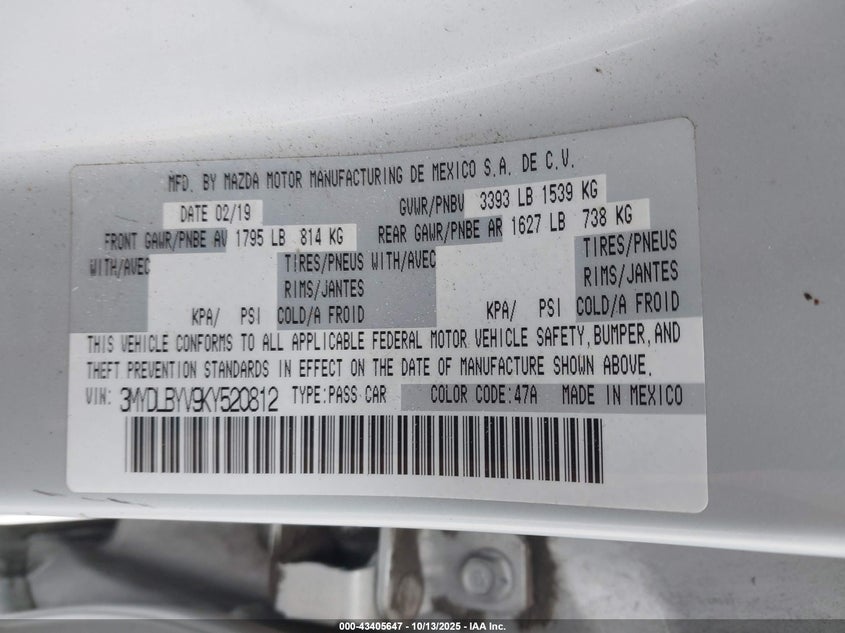 MFD. BY MAZDA MOTOR MANUFACTURING DE MEXICO S.A. DE C.V.
DATE 02/19 GVWR/PNBV 3393 LB 1539 KG
FRONT GAWR/PNBE AV 1795 LB 814 KG REAR GAWR/PNBE AR 1627 LB 738 KG
WITH/AVEC TIRES/PNEUS WITH/AVEC TIRES/PNEUS
RIMS/JANTES RIMS/JANTES
KPA/ PSI COLD/A FROID KPA/ PSI COLD/A FROID
THIS VEHICLE CONFORMS TO ALL APPLICABLE FEDERAL MOTOR VEHICLE SAFETY, BUMPER, AND
THEFT PREVENTION STANDARDS IN EFFECT ON THE DATE OF MANUFACTURE SHOWN ABOVE.
VIN: 3MYDLBYV9KY520812 TYPE:PASS CAR COLOR CODE:47A MADE IN MEXICO
000-43405647 - 10/13/2025 - IAA Inc.